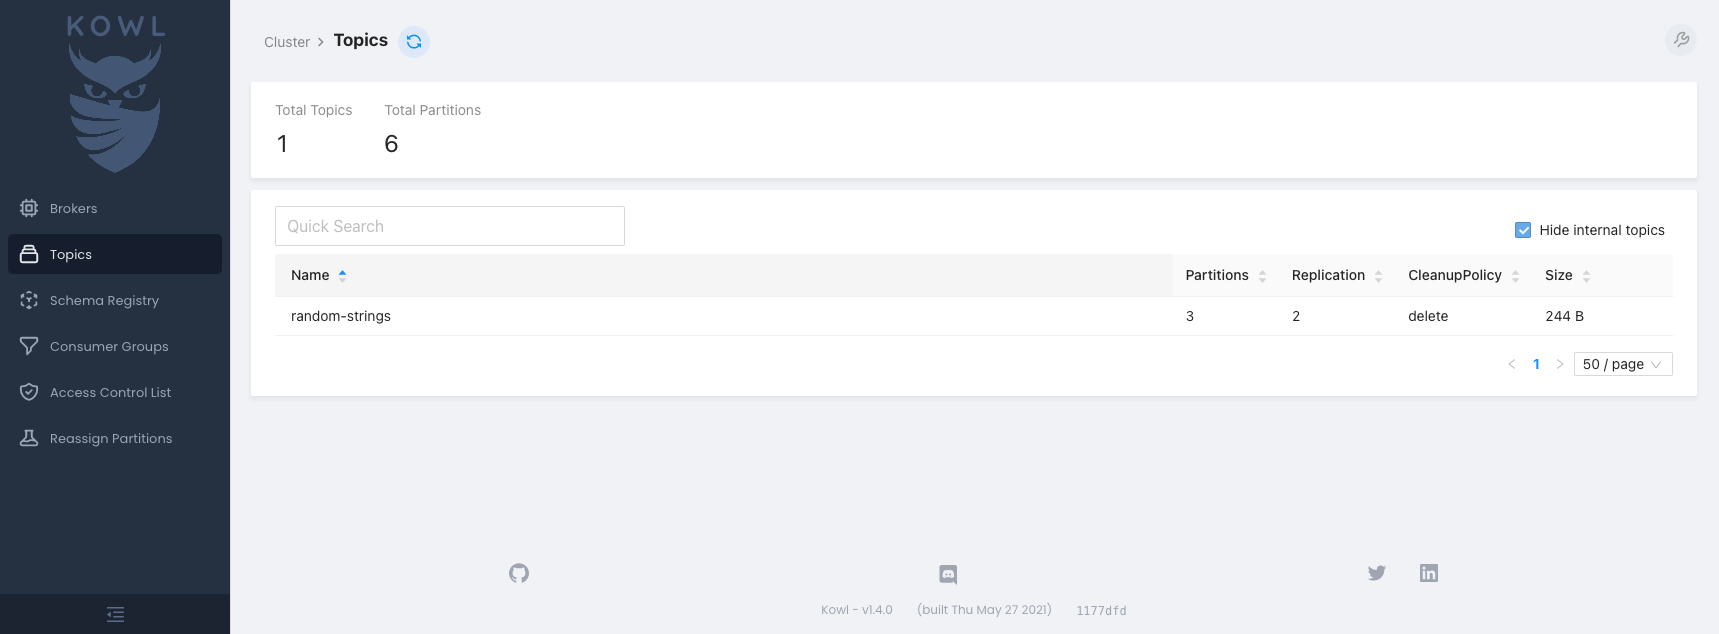 KOWL
Brokers
Topics
Schema Registry
Consumer Groups
Access Control List
Reassign Partitions
Cluster > Topics
Total Topics Total Partitions
1 6
Quick Search
Hide internal topics
Name Partitions Replication CleanupPolicy Size
random-strings 3 2 delete 244 B
< 1 > 50 / page
Kowl - v1.4.0 (built Thu May 27 2021) 1177dfd